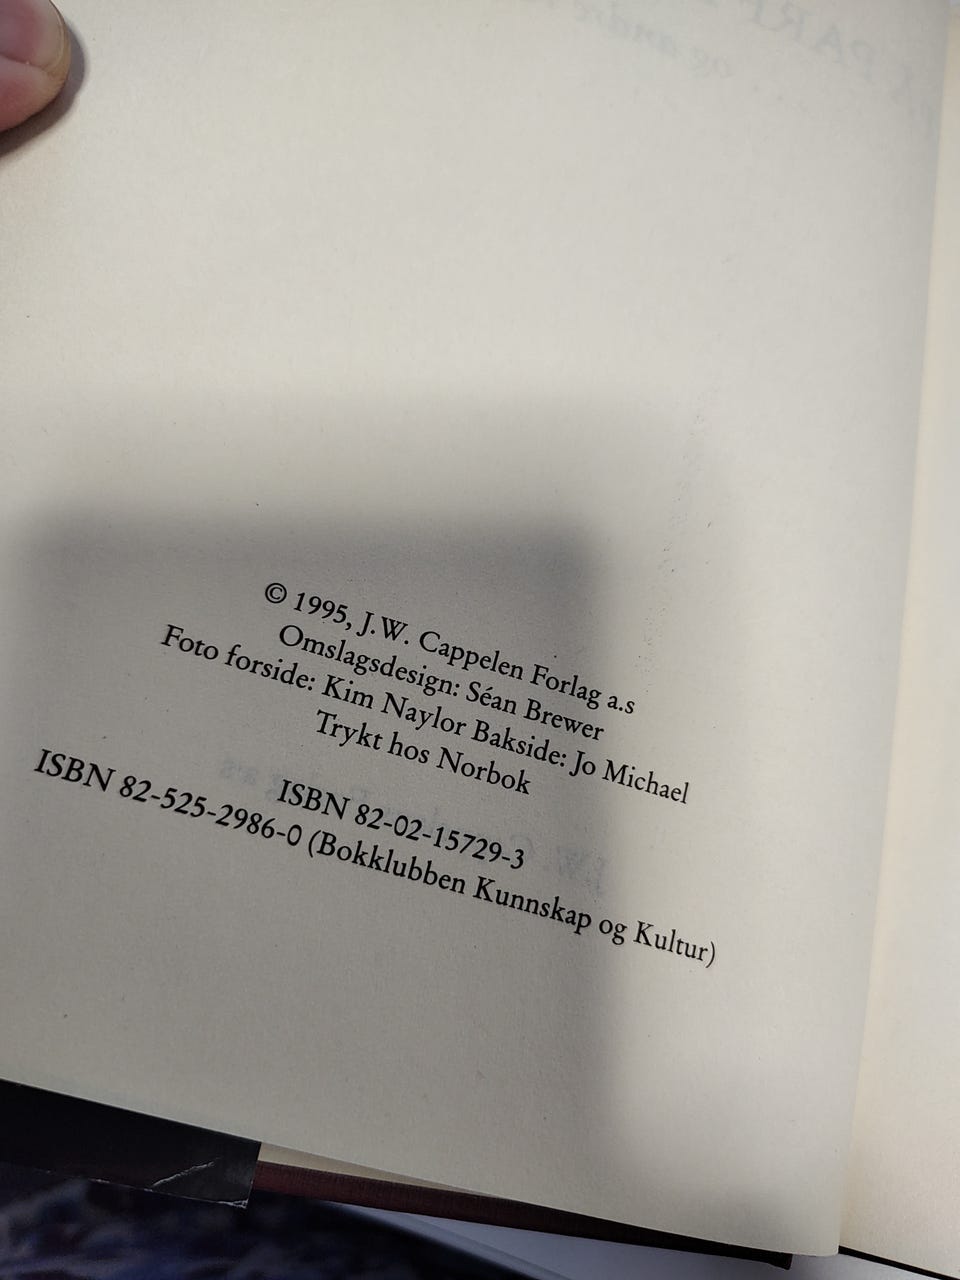 © 1995, J.W. Cappelen Forlag a.s
Omslagsdesign: Séan Brewer
Foto forside: Kim Naylor Bakside: Jo Michael
Trykt hos Norbok
ISBN 82-02-15729-3
ISBN 82-525-2986-0 (Bokklubben Kunnskap og Kultur)